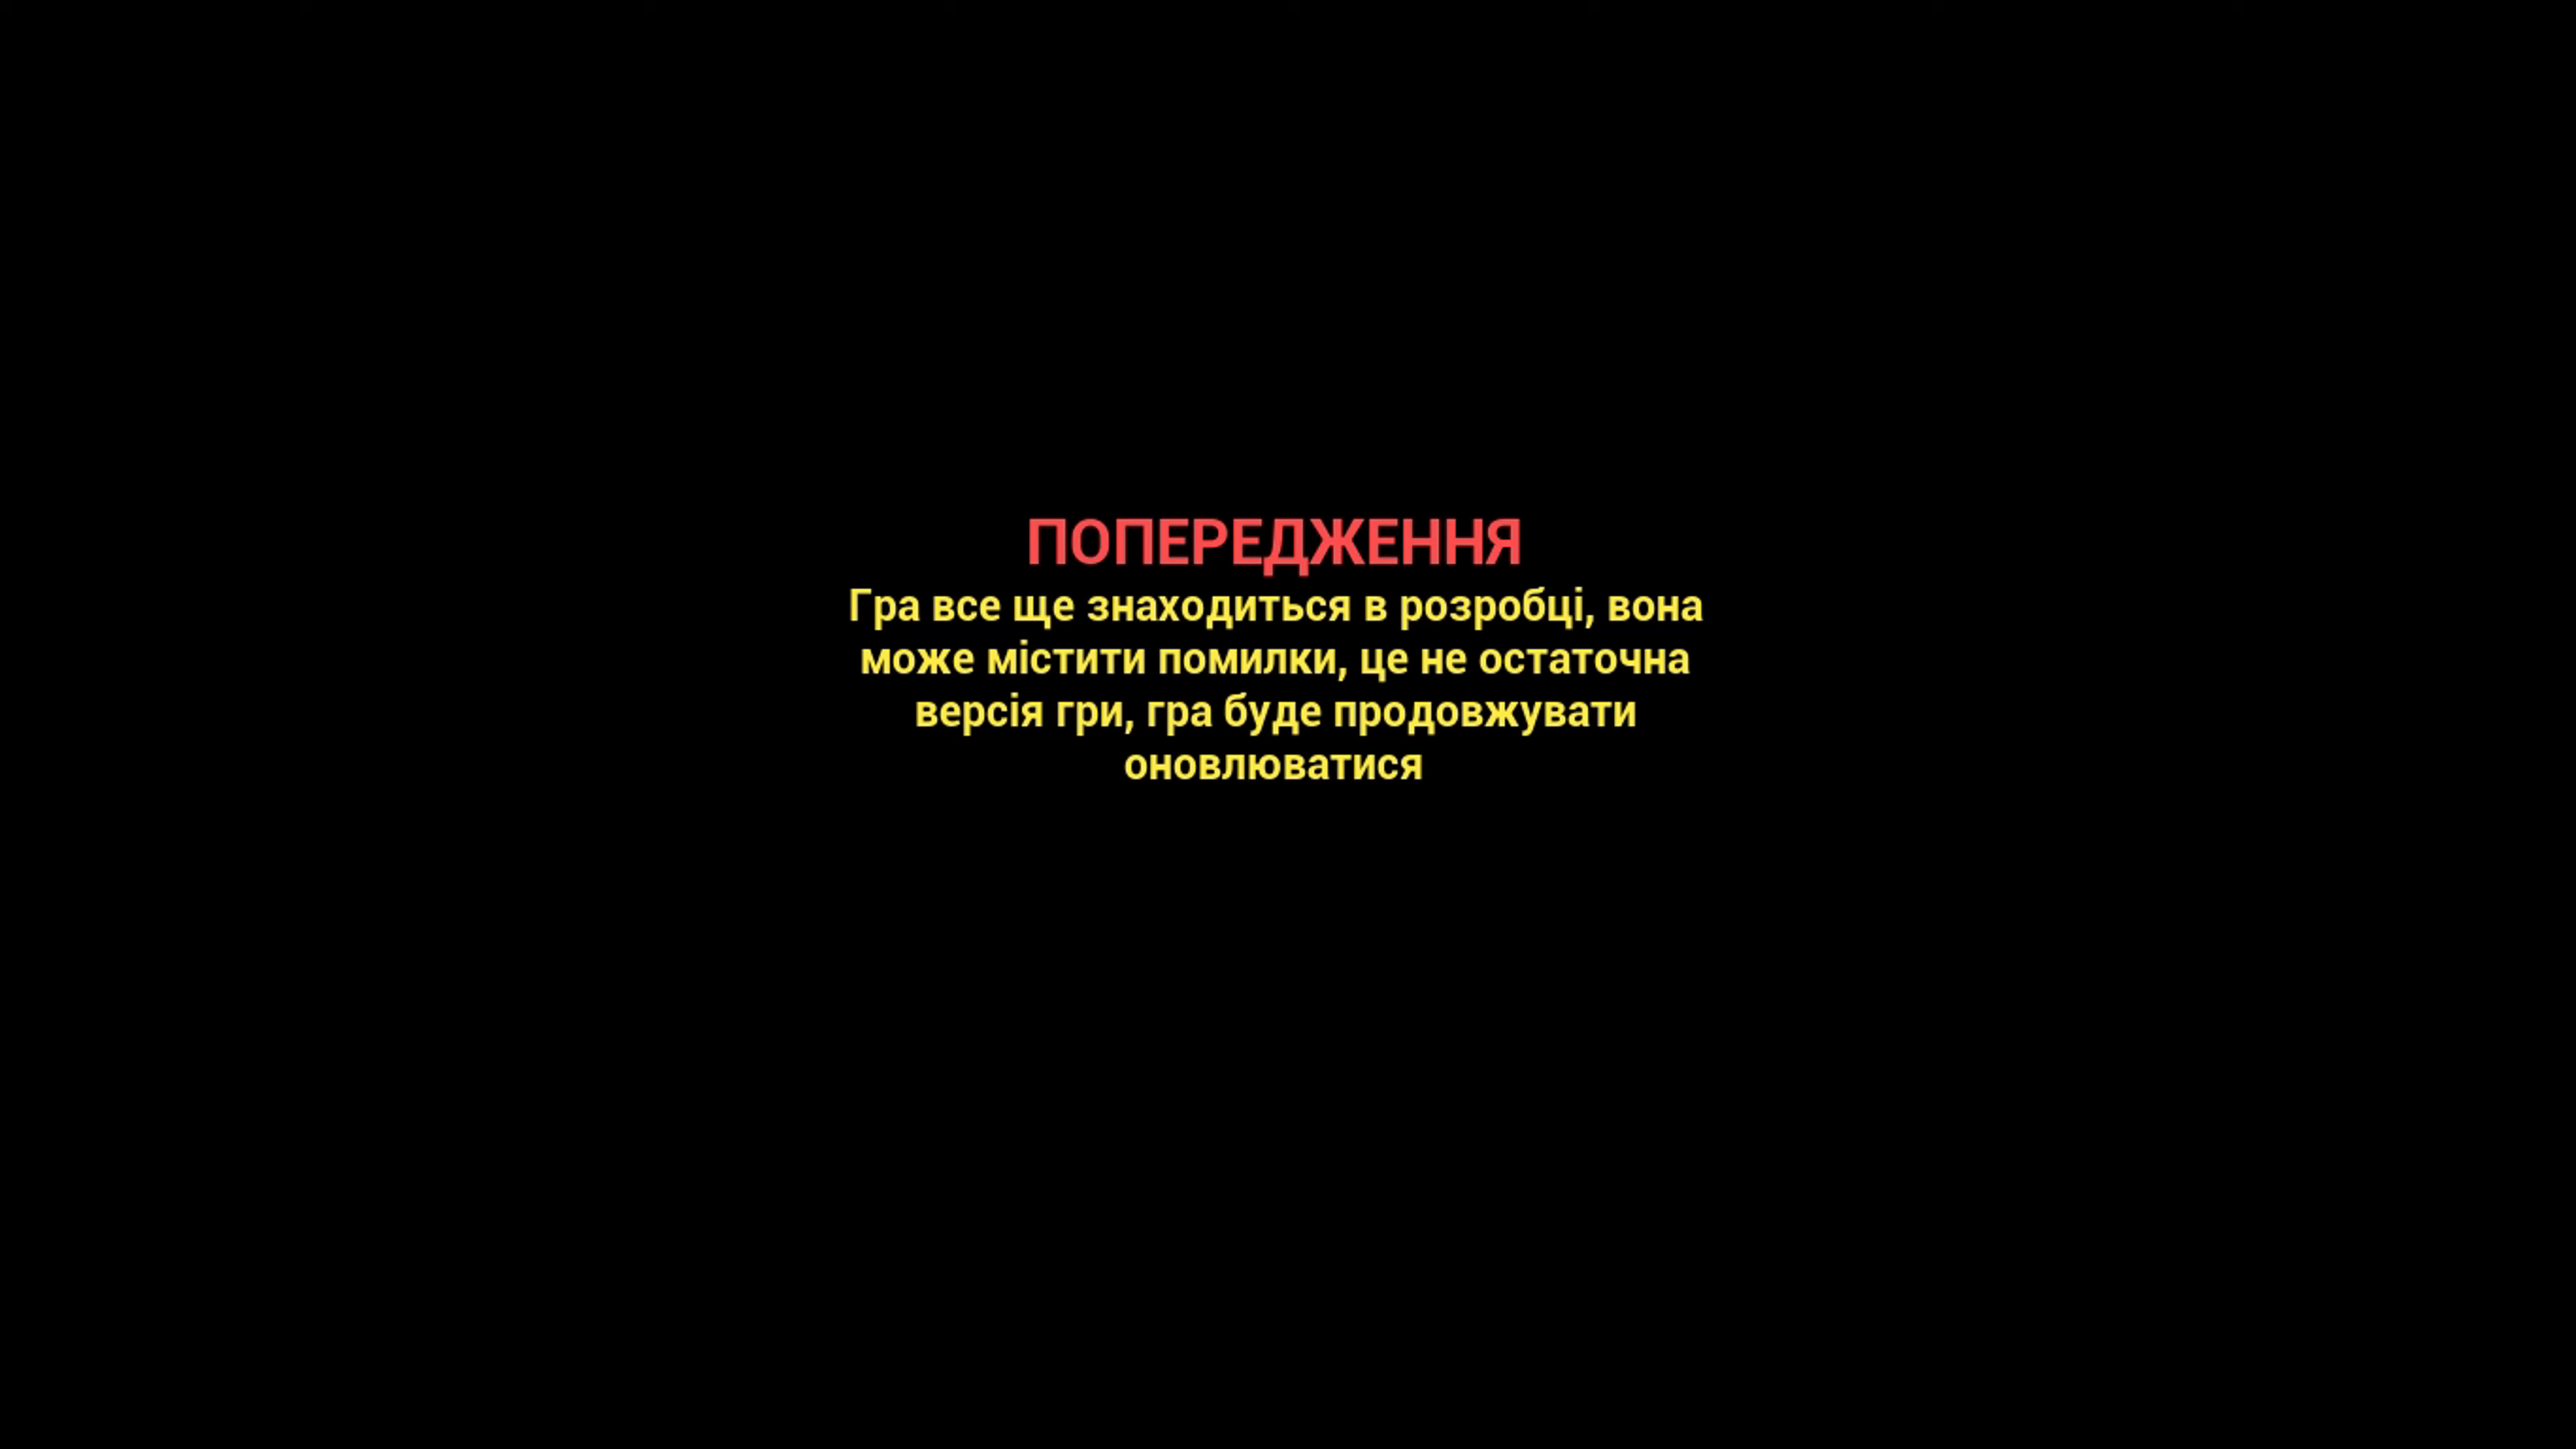 ПОПЕРЕДЖЕННЯ
Гра все ще знаходиться в розробці, вона
може містити помилки, це не остаточна
версія гри, гра буде продовжувати
оновлюватися